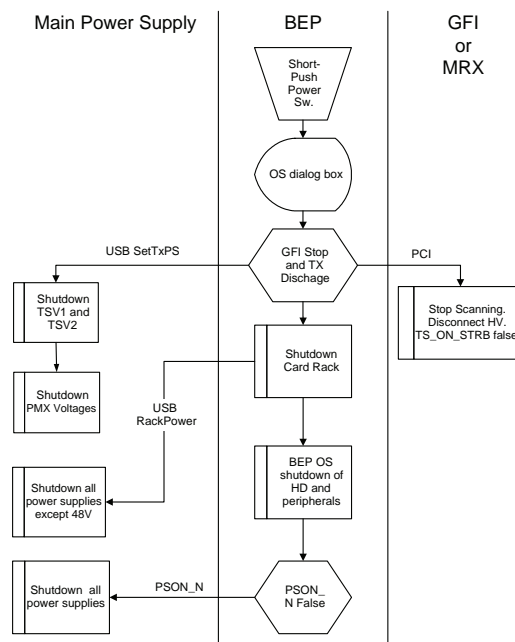 Main Power Supply
BEP
GFI
or
MRX
Short-
Push
Power
Sw.
OS dialog box
GFI Stop
and TX
Dischage
USB SetTxPS
PCI
Shutdown
TSV1 and
TSV2
Stop Scanning.
Disconnect HV.
TS_ON_STRB false
Shutdown
Card Rack
Shutdown
PMX Voltages
USB
RackPower
BEP OS
shutdown of
HD and
peripherals
Shutdown all
power supplies
except 48V
PSON_N
PSON_
N False
Shutdown all
power supplies